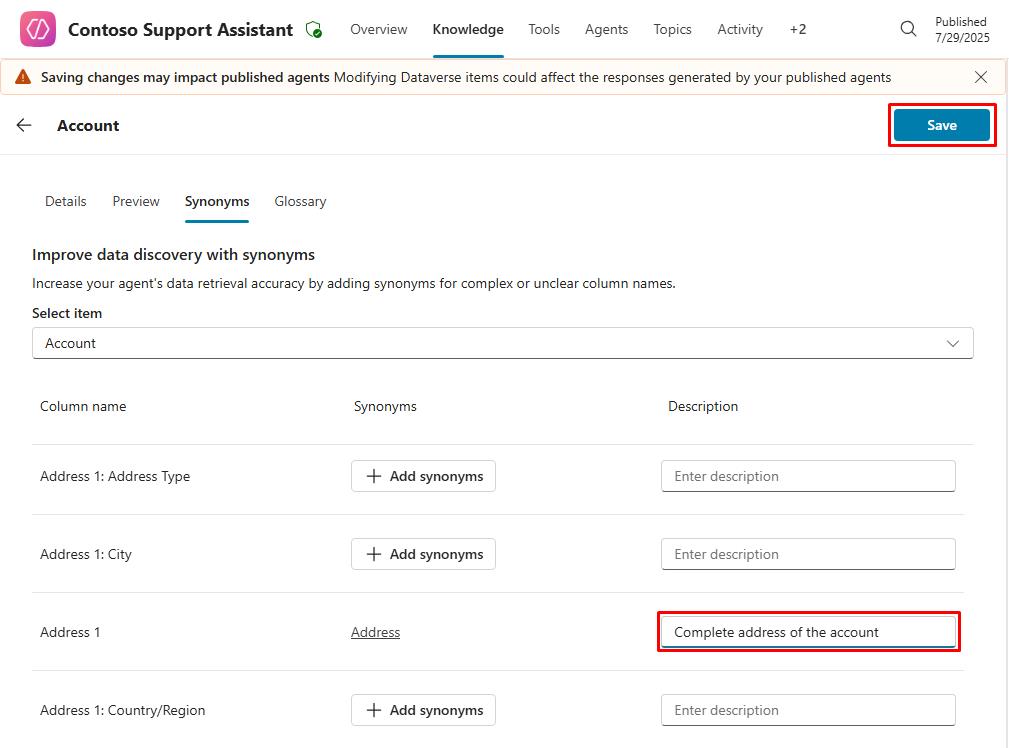 Contoso Support Assistant Overview Knowledge Tools Agents Topics Activity +2 Published
7/29/2025
Saving changes may impact published agents Modifying Dataverse items could affect the responses generated by your published agents
Account Save
Details Preview Synonyms Glossary
Improve data discovery with synonyms
Increase your agent's data retrieval accuracy by adding synonyms for complex or unclear column names.
Select item
Account
Column name Synonyms Description
Address 1: Address Type Add synonyms Enter description
Address 1: City Add synonyms Enter description
Address 1 Address Complete address of the account
Address 1: Country/Region Add synonyms Enter description